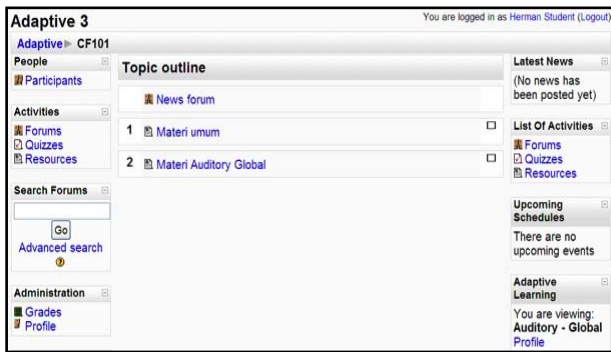 Adaptive 3
You are logged in as Herman Student (Logout)
Adaptive ► CF101
People
Participants
Activities
Forums
Quizzes
Resources
Search Forums
Go
Advanced search
Administration
Grades
Profile
Topic outline
News forum
1 Materi umum
2 Materi Auditory Global
Latest News
(No news has
been posted yet)
List Of Activities
Forums
Quizzes
Resources
Upcoming
Schedules
There are no
upcoming events
Adaptive
Learning
You are viewing:
Auditory - Global
Profile